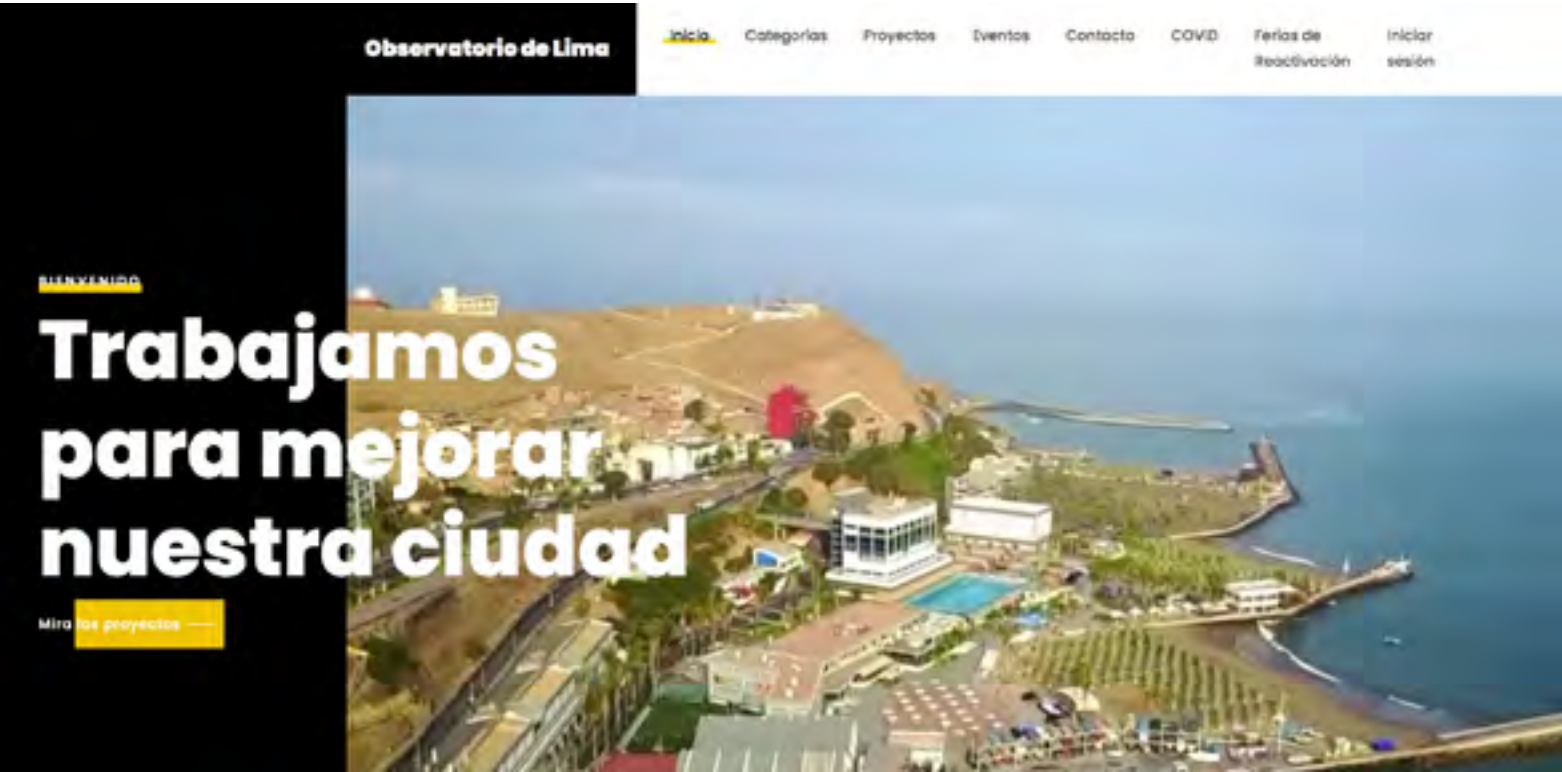 Observatorio de Lima
Inicio
Categorías
Proyectos
Eventos
Contacto
COVID
Ferias de
Reactivación
Iniciar
sesión
BIENVENIDO
Trabajamos
para mejorar
nuestra ciudad
Mira los proyectos